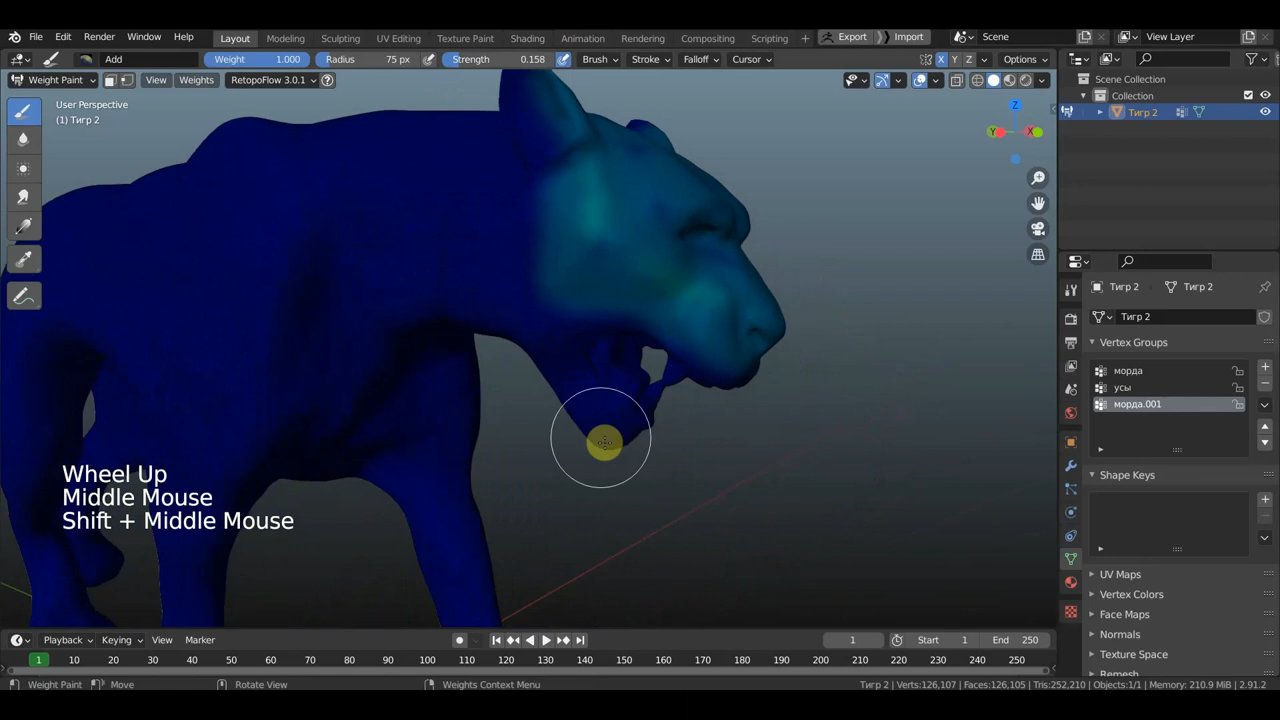 File Edit Render Window Help Layout Modeling Sculpting UV Editing Texture Paint Shading Animation Rendering Compositing Scripting + Export Import Scene View Layer
Add Weight 1.000 Radius 75 px Strength 0.158 Brush Stroke Falloff Cursor X Y Z Options
Weight Paint View Weights RetopoFlow 3.0.1
Scene Collection
Collection
Тигр 2
User Perspective
(1) Тигр 2
Z
Y
X
Тигр 2 Тигр 2
Тигр 2
Vertex Groups
морда
усы
морда.001
Shape Keys
Wheel Up
Middle Mouse
Shift + Middle Mouse
UV Maps
Vertex Colors
Face Maps
Normals
Texture Space
Remesh
Playback Keying View Marker 1 Start 1 End 250
1 10 20 30 40 50 60 70 80 90 100 110 120 130 140 150 160 170 180 190 200 210 220 230 240 250
Weight Paint Move Rotate View Weights Context Menu Тигр 2 | Verts:126,107 | Faces:126,105 | Tris:252,210 | Objects:1/1 | Memory: 210.9 MiB | 2.91.2